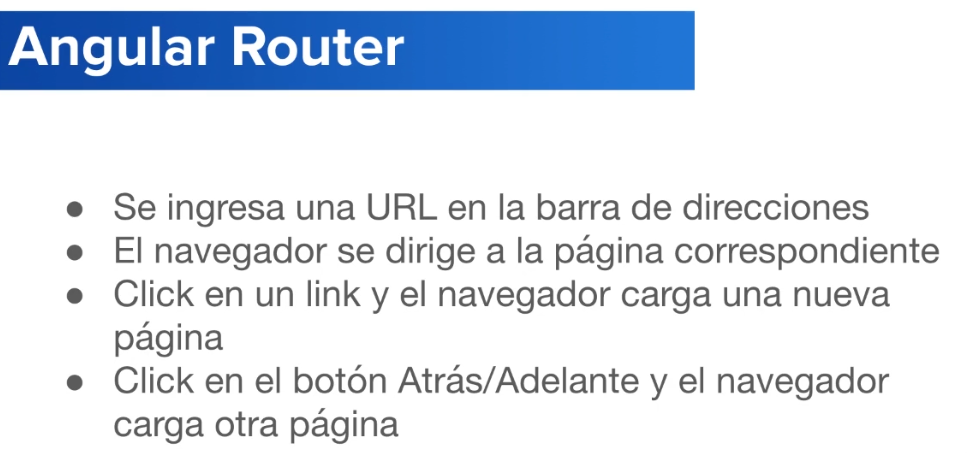 Angular Router
● Se ingresa una URL en la barra de direcciones
● El navegador se dirige a la página correspondiente
● Click en un link y el navegador carga una nueva
página
● Click en el botón Atrás/Adelante y el navegador
carga otra página